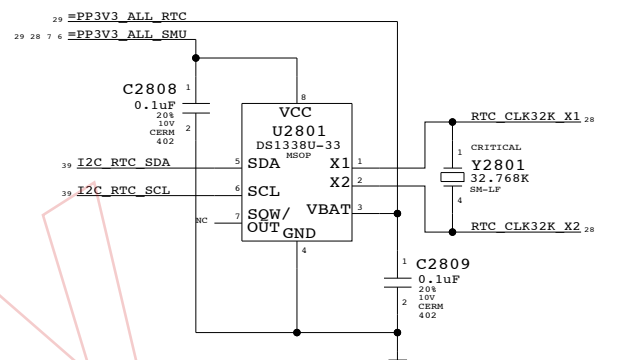 29 =PP3V3_ALL_RTC
29 28 7 6 =PP3V3_ALL_SMU
C2808 1
0.1uF
20%
10V
CERM
402
2
8
VCC
U2801
DS1338U-33
MSOP
39 I2C_RTC_SDA 5 SDA
39 I2C_RTC_SCL 6 SCL
NC 7 SQW/
OUT
GND
4
X1 1
X2 2
VBAT 3
RTC_CLK32K_X1 28
CRITICAL
1 Y2801
32.768K
SM-LF
4
RTC_CLK32K_X2 28
1 C2809
0.1uF
20%
10V
CERM
402
2